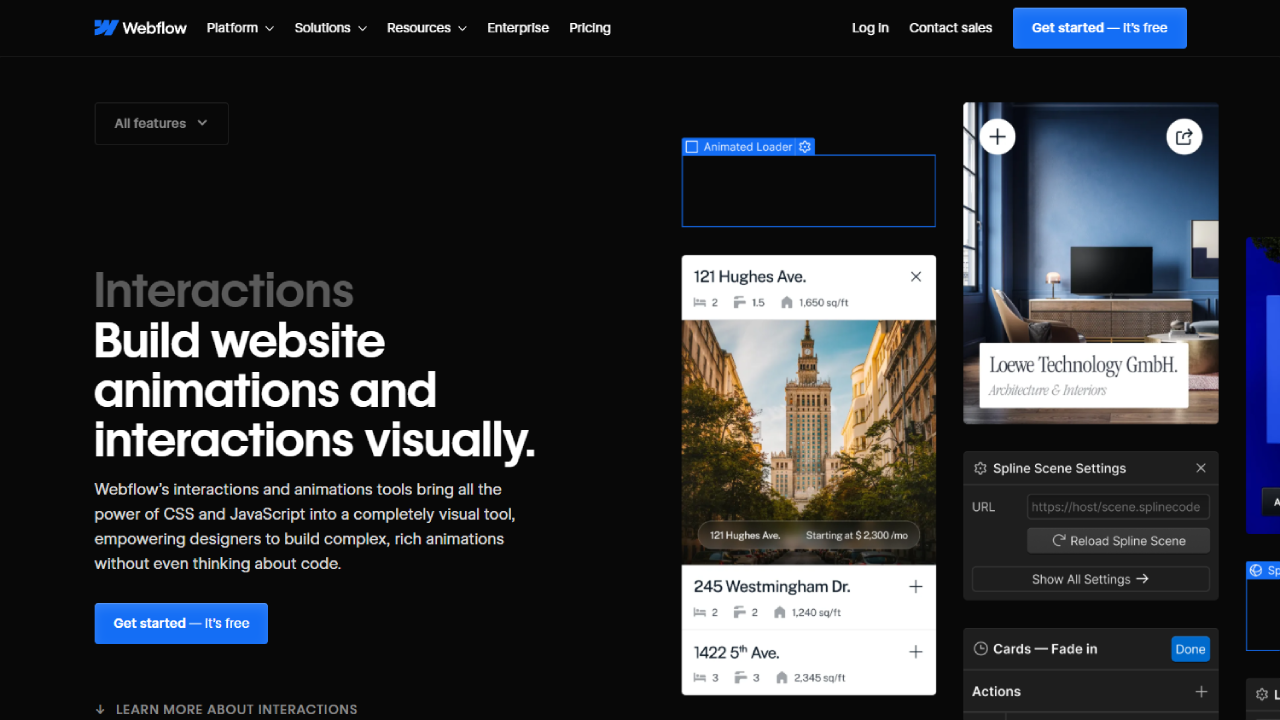 Webflow
Platform
Solutions
Resources
Enterprise
Pricing
Log in
Contact sales
Get started — it's free
All features
Interactions
Build website
animations and
interactions visually.
Webflow's interactions and animations tools bring all the
power of CSS and JavaScript into a completely visual tool,
empowering designers to build complex, rich animations
without even thinking about code.
Get started — it's free
LEARN MORE ABOUT INTERACTIONS
Animated Loader
121 Hughes Ave.
2 1.5 1,650 sq/ft
121 Hughes Ave. Starting at $ 2,300 /mo
245 Westmingham Dr.
2 2 1,240 sq/ft
1422 5th Ave.
3 3 2,345 sq/ft
Loewe Technology GmbH.
Architecture & Interiors
Spline Scene Settings
URL https://host/scene.splinecode
Reload Spline Scene
Show All Settings →
Cards — Fade in Done
Actions